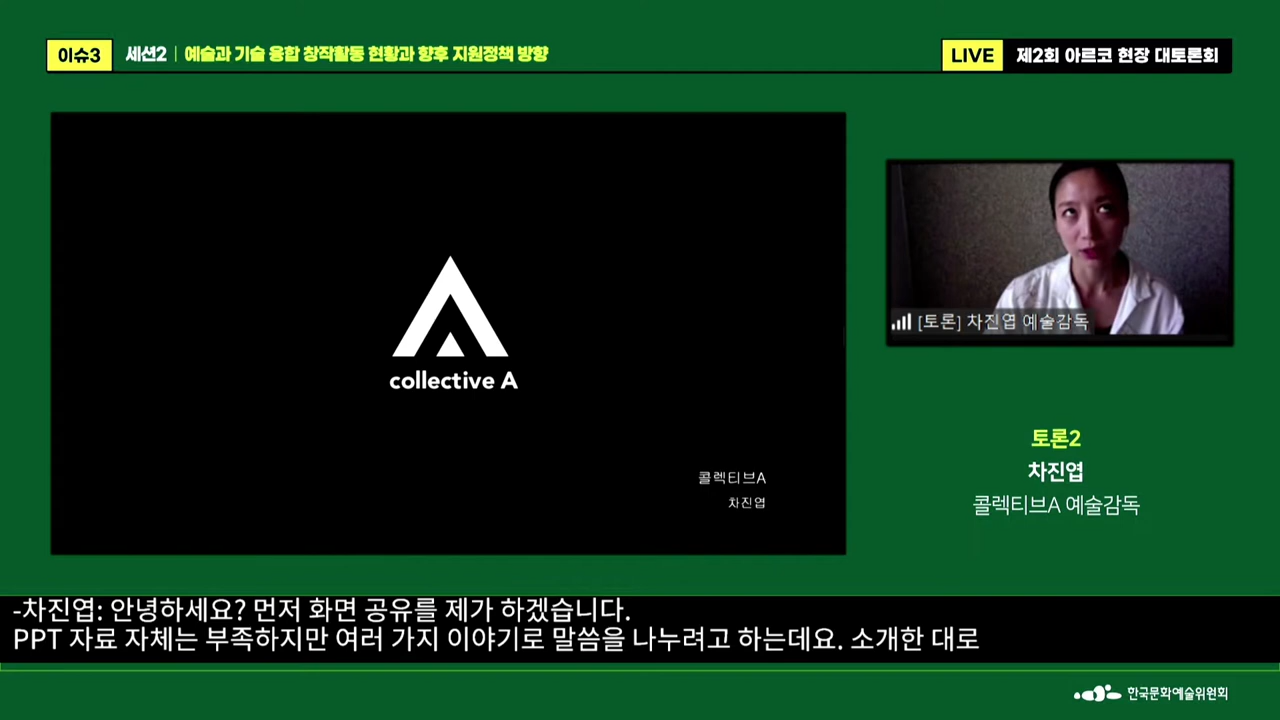 이슈3
세션2 | 예술과 기술 융합 창작활동 현황과 향후 지원정책 방향
LIVE
제2회 아르코 현장 대토론회
collective A
콜렉티브A
차진엽
[토론] 차진엽 예술감독
토론2
차진엽
콜렉티브A 예술감독
-차진엽: 안녕하세요? 먼저 화면 공유를 제가 하겠습니다.
PPT 자료 자체는 부족하지만 여러 가지 이야기로 말씀을 나누려고 하는데요. 소개한 대로
한국문화예술위원회